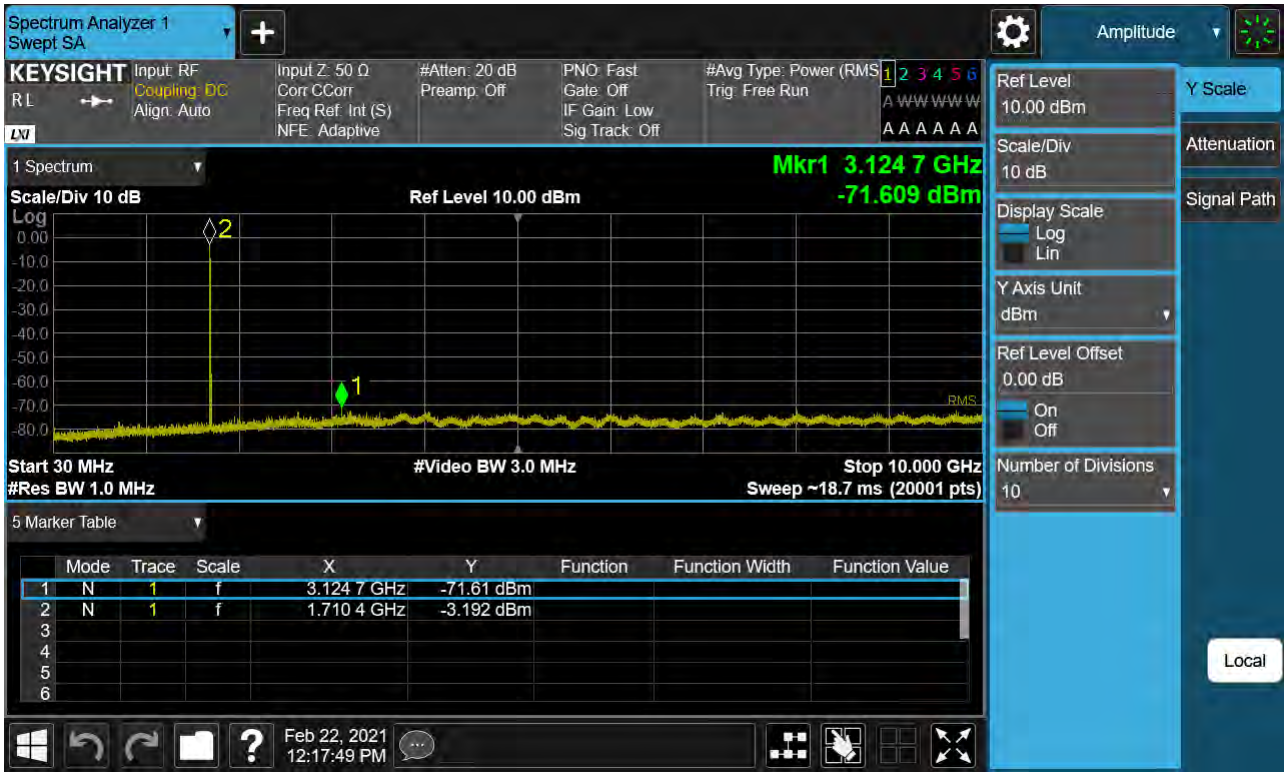 Spectrum Analyzer 1
Swept SA
+
Amplitude
KEYSIGHT
RL
LXI
Input: RF
Coupling: DC
Align: Auto
Input Z: 50 Ω
Corr CCorr
Freq Ref: Int (S)
NFE: Adaptive
#Atten: 20 dB
Preamp: Off
PNO: Fast
Gate: Off
IF Gain: Low
Sig Track: Off
#Avg Type: Power (RMS
Trig: Free Run
1 2 3 4 5 6
A W W W W W
A A A A A A
1 Spectrum
Mkr1 3.124 7 GHz
Scale/Div 10 dB
Ref Level 10.00 dBm
-71.609 dBm
Log
0.00
-10.0
-20.0
-30.0
-40.0
-50.0
-60.0
-70.0
-80.0
2
1
RMS
Start 30 MHz
#Video BW 3.0 MHz
Stop 10.000 GHz
#Res BW 1.0 MHz
Sweep ~18.7 ms (20001 pts)
5 Marker Table
Mode Trace Scale X Y Function Function Width Function Value
1 N 1 f 3.124 7 GHz -71.61 dBm
2 N 1 f 1.710 4 GHz -3.192 dBm
3
4
5
6
Ref Level
10.00 dBm
Scale/Div
10 dB
Display Scale
Log
Lin
Y Axis Unit
dBm
Ref Level Offset
0.00 dB
On
Off
Number of Divisions
10
Y Scale
Attenuation
Signal Path
Local
?
Feb 22, 2021
12:17:49 PM